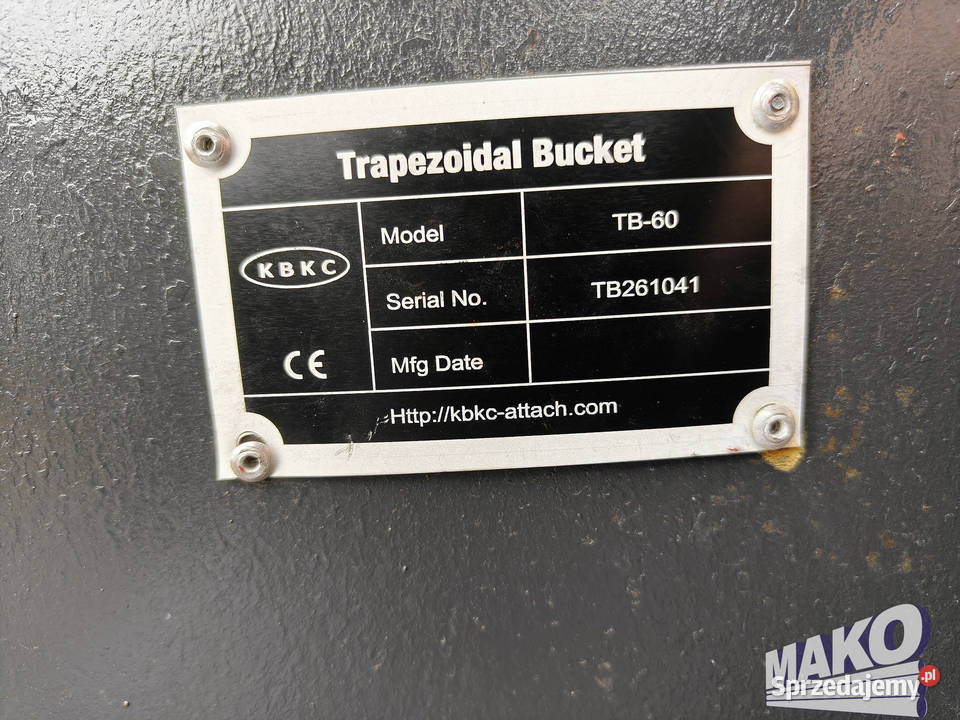 Trapezoidal Bucket
KBKC
CE
Model TB-60
Serial No. TB261041
Mfg Date
Http://kbkc-attach.com
MAKO
Sprzedajemy.pl